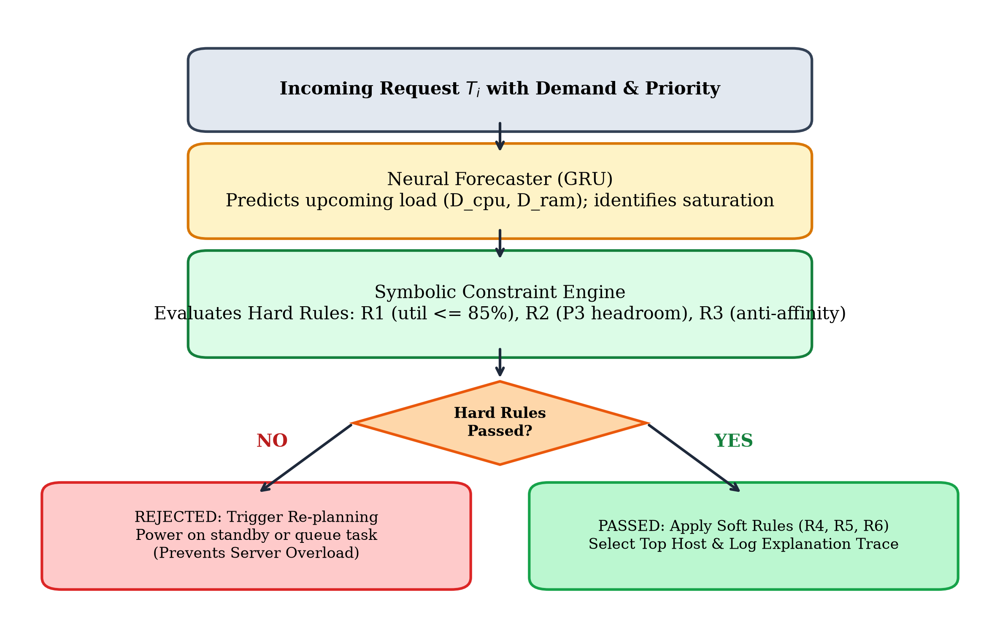 Incoming Request Tᵢ with Demand & Priority
Neural Forecaster (GRU)
Predicts upcoming load (D_cpu, D_ram); identifies saturation
Symbolic Constraint Engine
Evaluates Hard Rules: R1 (util <= 85%), R2 (P3 headroom), R3 (anti-affinity)
Hard Rules
Passed?
NO
YES
REJECTED: Trigger Re-planning
Power on standby or queue task
(Prevents Server Overload)
PASSED: Apply Soft Rules (R4, R5, R6)
Select Top Host & Log Explanation Trace